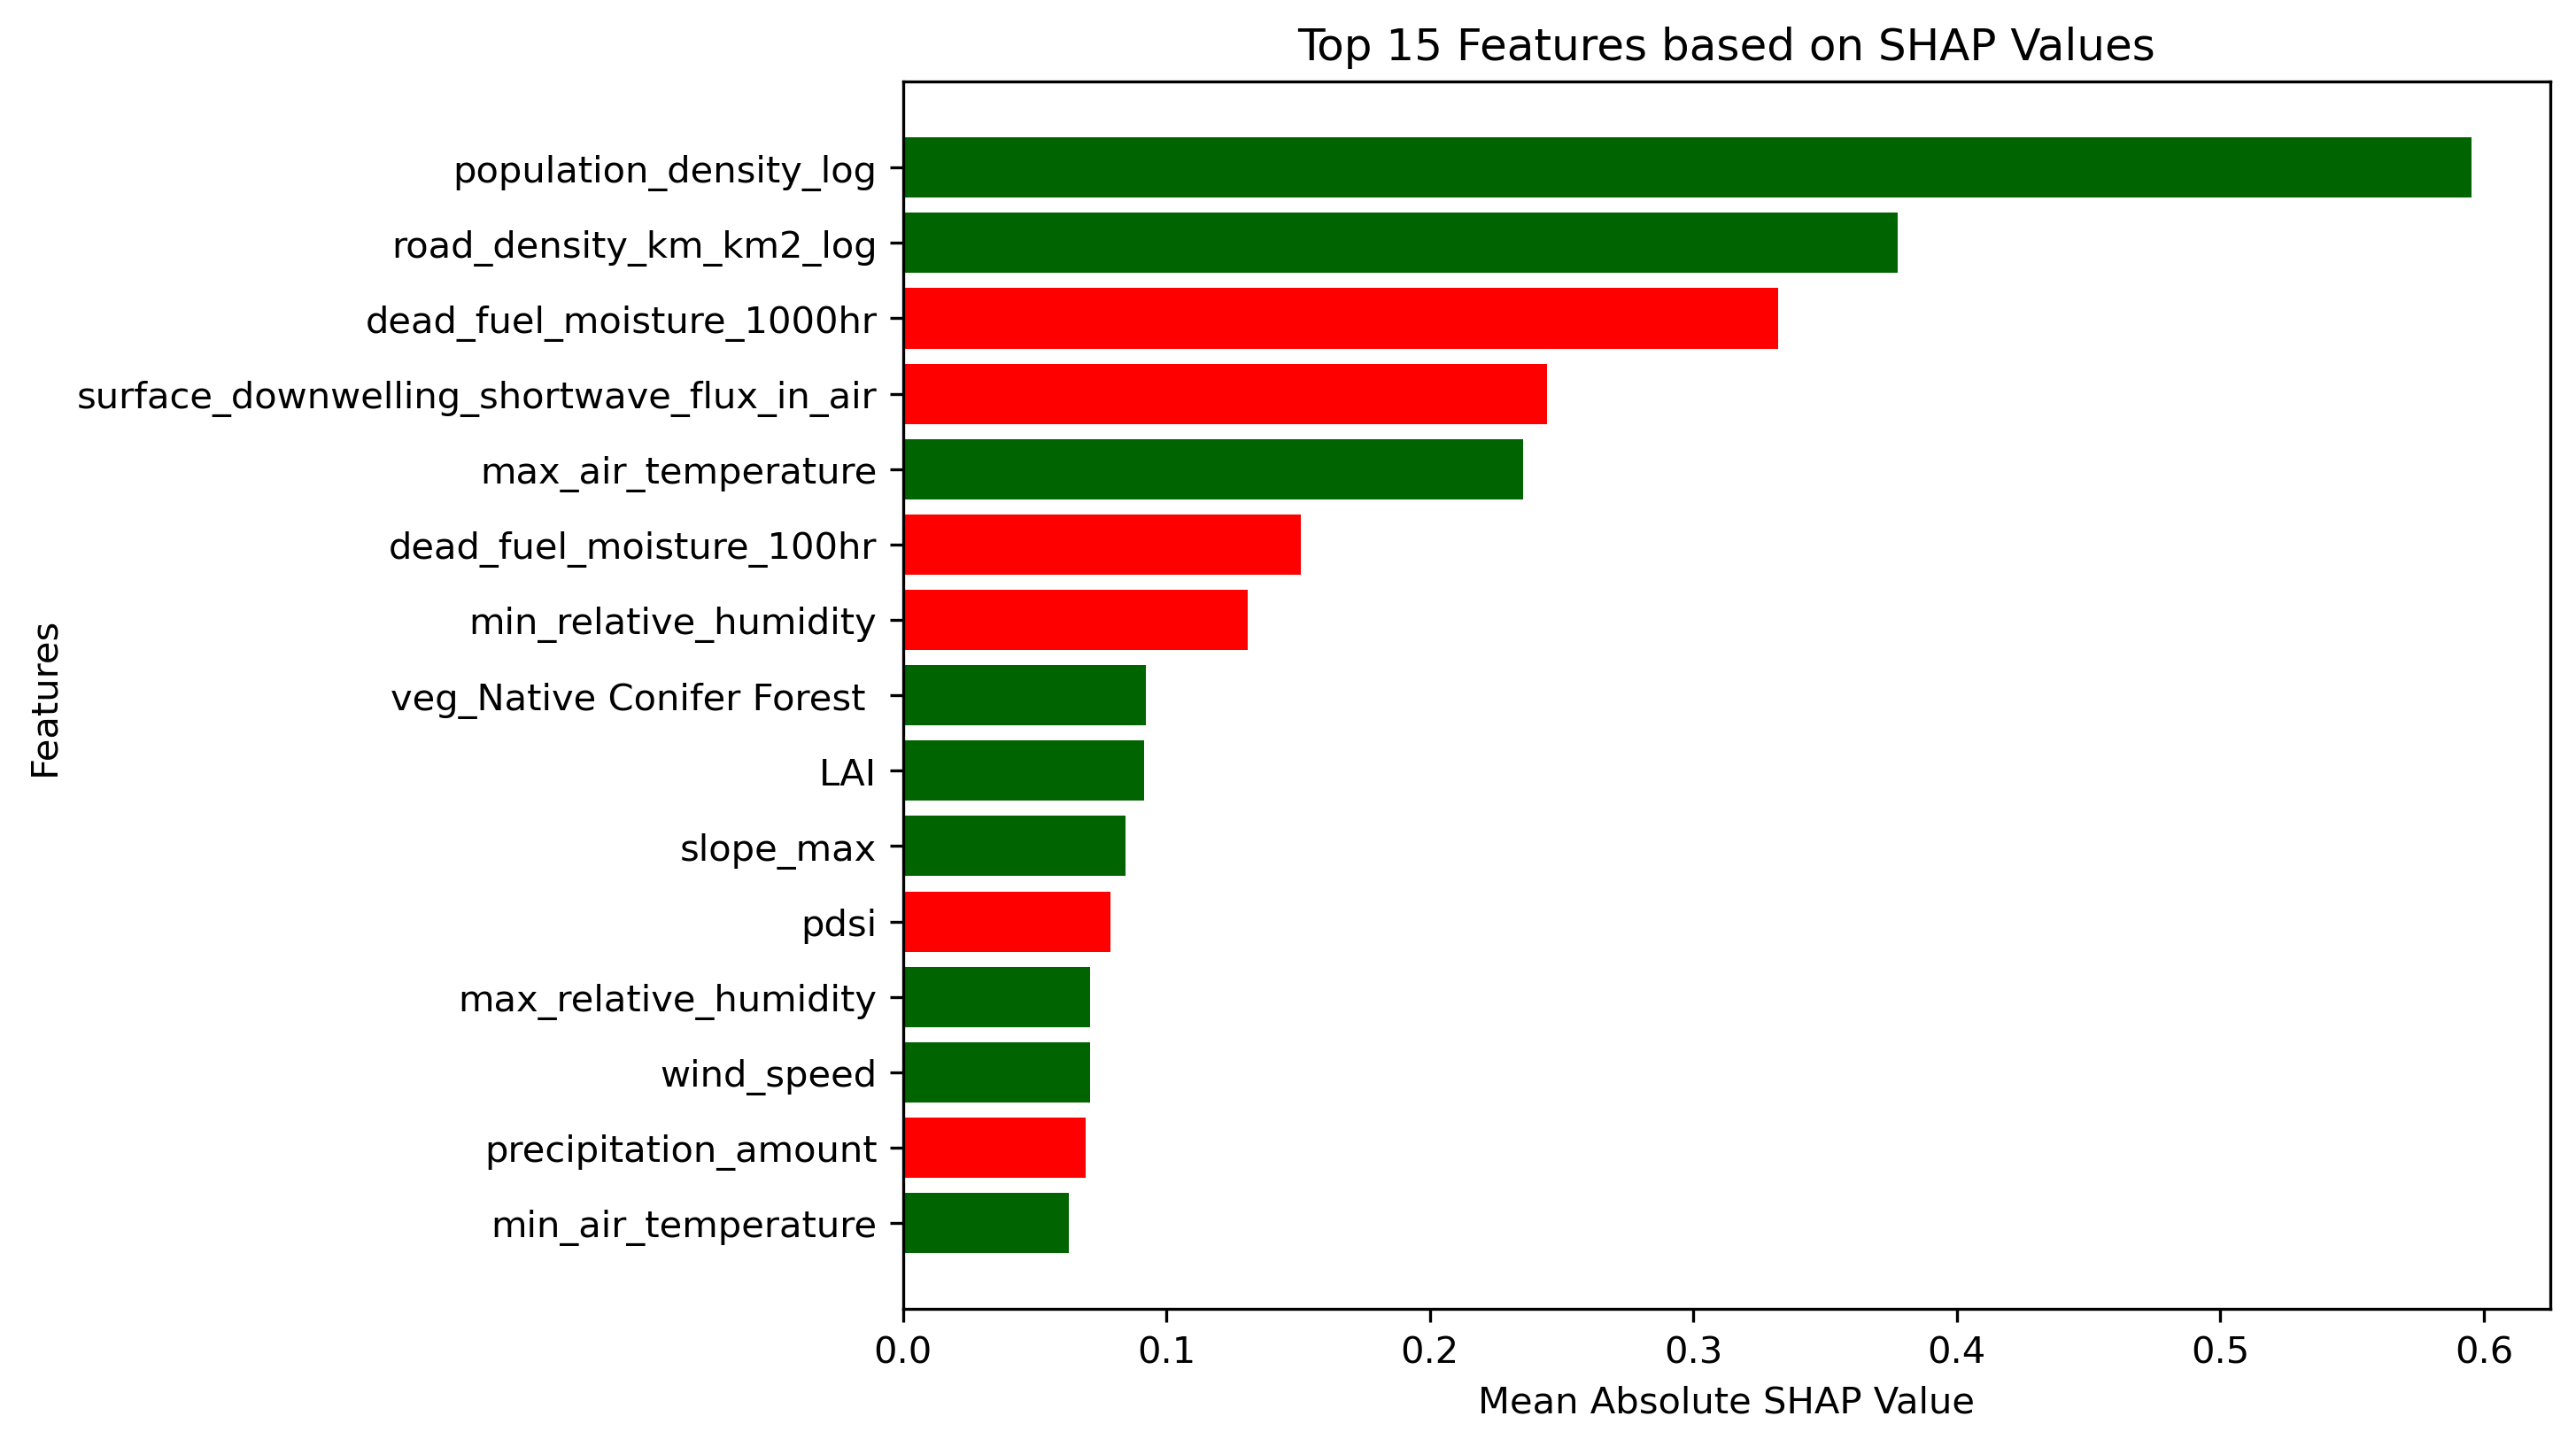 Top 15 Features based on SHAP Values
Features
population_density_log
road_density_km_km2_log
dead_fuel_moisture_1000hr
surface_downwelling_shortwave_flux_in_air
max_air_temperature
dead_fuel_moisture_100hr
min_relative_humidity
veg_Native Conifer Forest
LAI
slope_max
pdsi
max_relative_humidity
wind_speed
precipitation_amount
min_air_temperature
0.0 0.1 0.2 0.3 0.4 0.5 0.6
Mean Absolute SHAP Value